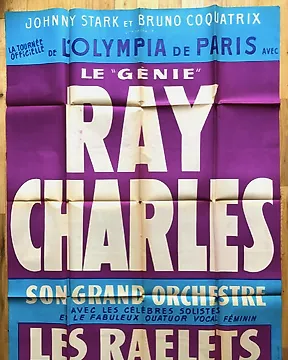 JOHNNY STARK ET BRUNO COQUATRIX
LA TOURNÉE OFFICIELLE DE L'OLYMPIA DE PARIS AVEC
LE "GÉNIE"
RAY
CHARLES
SON GRAND ORCHESTRE
AVEC LES CÉLÈBRES SOLISTES
ET LE FABULEUX QUATUOR VOCAL FÉMININ
LES RAELETS